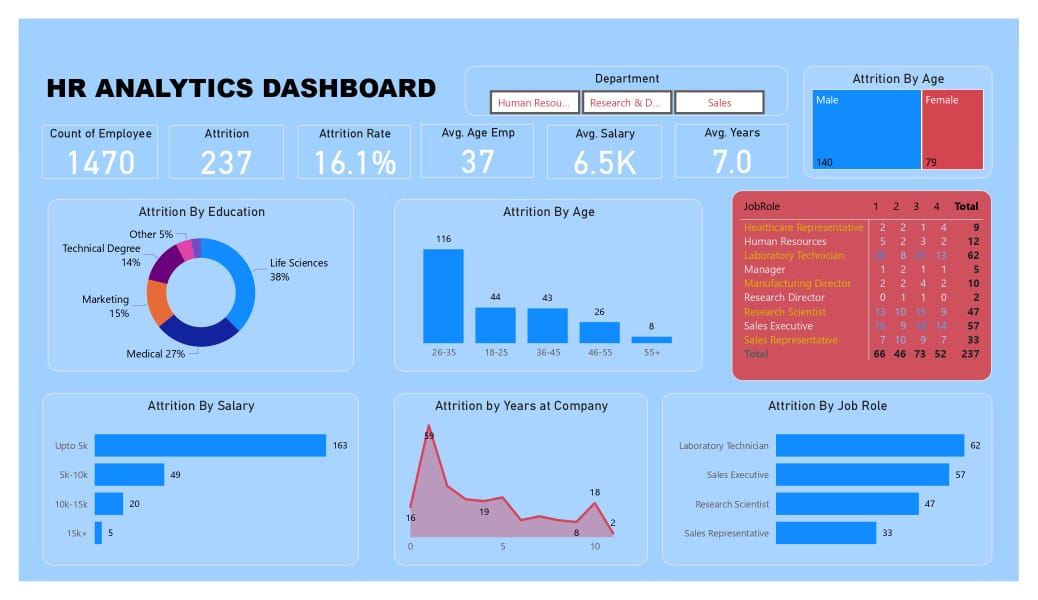 HR ANALYTICS DASHBOARD
Department
Human Resou...
Research & D...
Sales
Attrition By Age
Male
140
Female
79
Count of Employee
1470
Attrition
237
Attrition Rate
16.1%
Avg. Age Emp
37
Avg. Salary
6.5K
Avg. Years
7.0
Attrition By Education
Other 5%
Technical Degree
14%
Marketing
15%
Medical 27%
Life Sciences
38%
Attrition By Age
116
44
43
26
8
26-35 18-25 36-45 46-55 55+
JobRole 1 2 3 4 Total
Healthcare Representative 2 2 1 4 9
Human Resources 5 2 3 2 12
Laboratory Technician 8 13 62
Manager 1 2 1 1 5
Manufacturing Director 2 2 4 2 10
Research Director 0 1 1 0 2
Research Scientist 13 10 15 9 47
Sales Executive 16 9 18 14 57
Sales Representative 7 10 9 7 33
Total 66 46 73 52 237
Attrition By Salary
Upto 5k 163
5k-10k 49
10k-15k 20
15k+ 5
Attrition by Years at Company
59
16
19
18
8
2
0 5 10
Attrition By Job Role
Laboratory Technician 62
Sales Executive 57
Research Scientist 47
Sales Representative 33